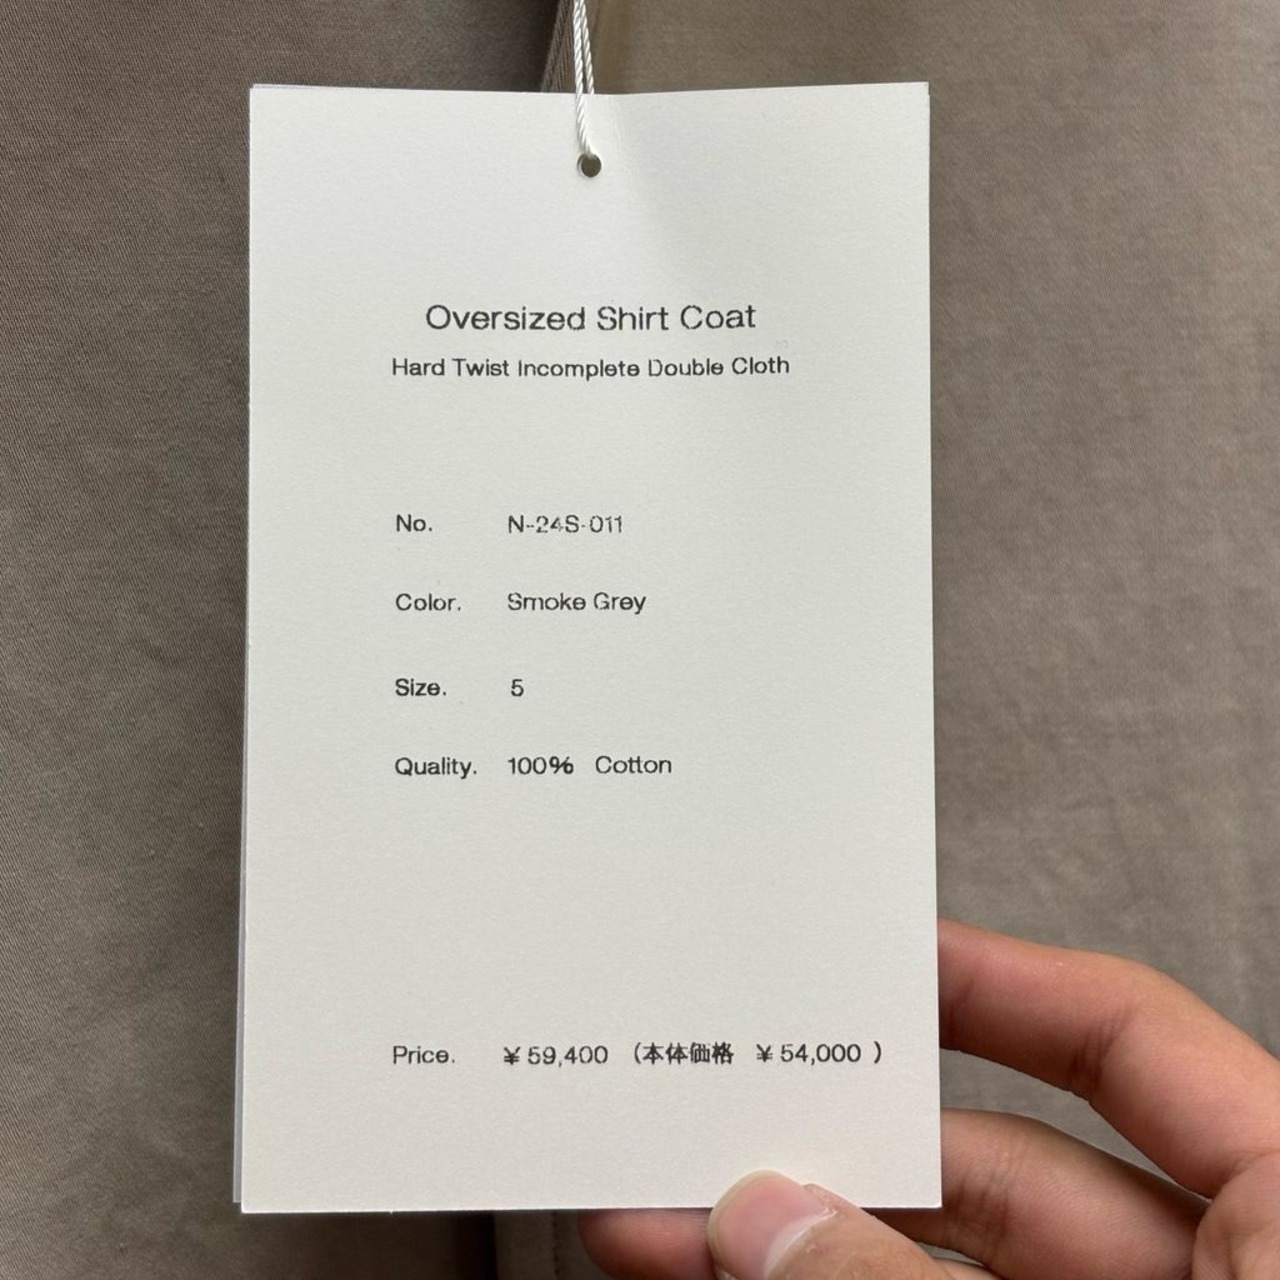 Oversized Shirt Coat
Hard Twist Incomplete Double Cloth
No. N-24S-011
Color. Smoke Grey
Size. 5
Quality. 100% Cotton
Price. ¥59,400 (本体価格 ¥54,000 )